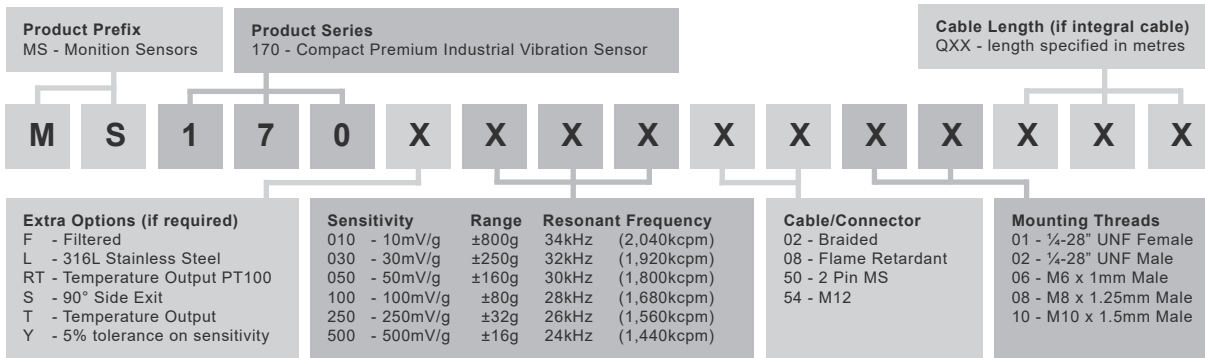 Product Prefix
MS - Monition Sensors
Product Series
170 - Compact Premium Industrial Vibration Sensor
Cable Length (if integral cable)
QXX - length specified in metres
M S 1 7 0 X X X X X X X X X X X
Extra Options (if required)
F - Filtered
L - 316L Stainless Steel
RT - Temperature Output PT100
S - 90° Side Exit
T - Temperature Output
Y - 5% tolerance on sensitivity
Sensitivity Range Resonant Frequency
010 - 10mV/g ±800g 34kHz (2,040kcpm)
030 - 30mV/g ±250g 32kHz (1,920kcpm)
050 - 50mV/g ±160g 30kHz (1,800kcpm)
100 - 100mV/g ±80g 28kHz (1,680kcpm)
250 - 250mV/g ±32g 26kHz (1,560kcpm)
500 - 500mV/g ±16g 24kHz (1,440kcpm)
Cable/Connector
02 - Braided
08 - Flame Retardant
50 - 2 Pin MS
54 - M12
Mounting Threads
01 - ¼-28” UNF Female
02 - ¼-28” UNF Male
06 - M6 x 1mm Male
08 - M8 x 1.25mm Male
10 - M10 x 1.5mm Male